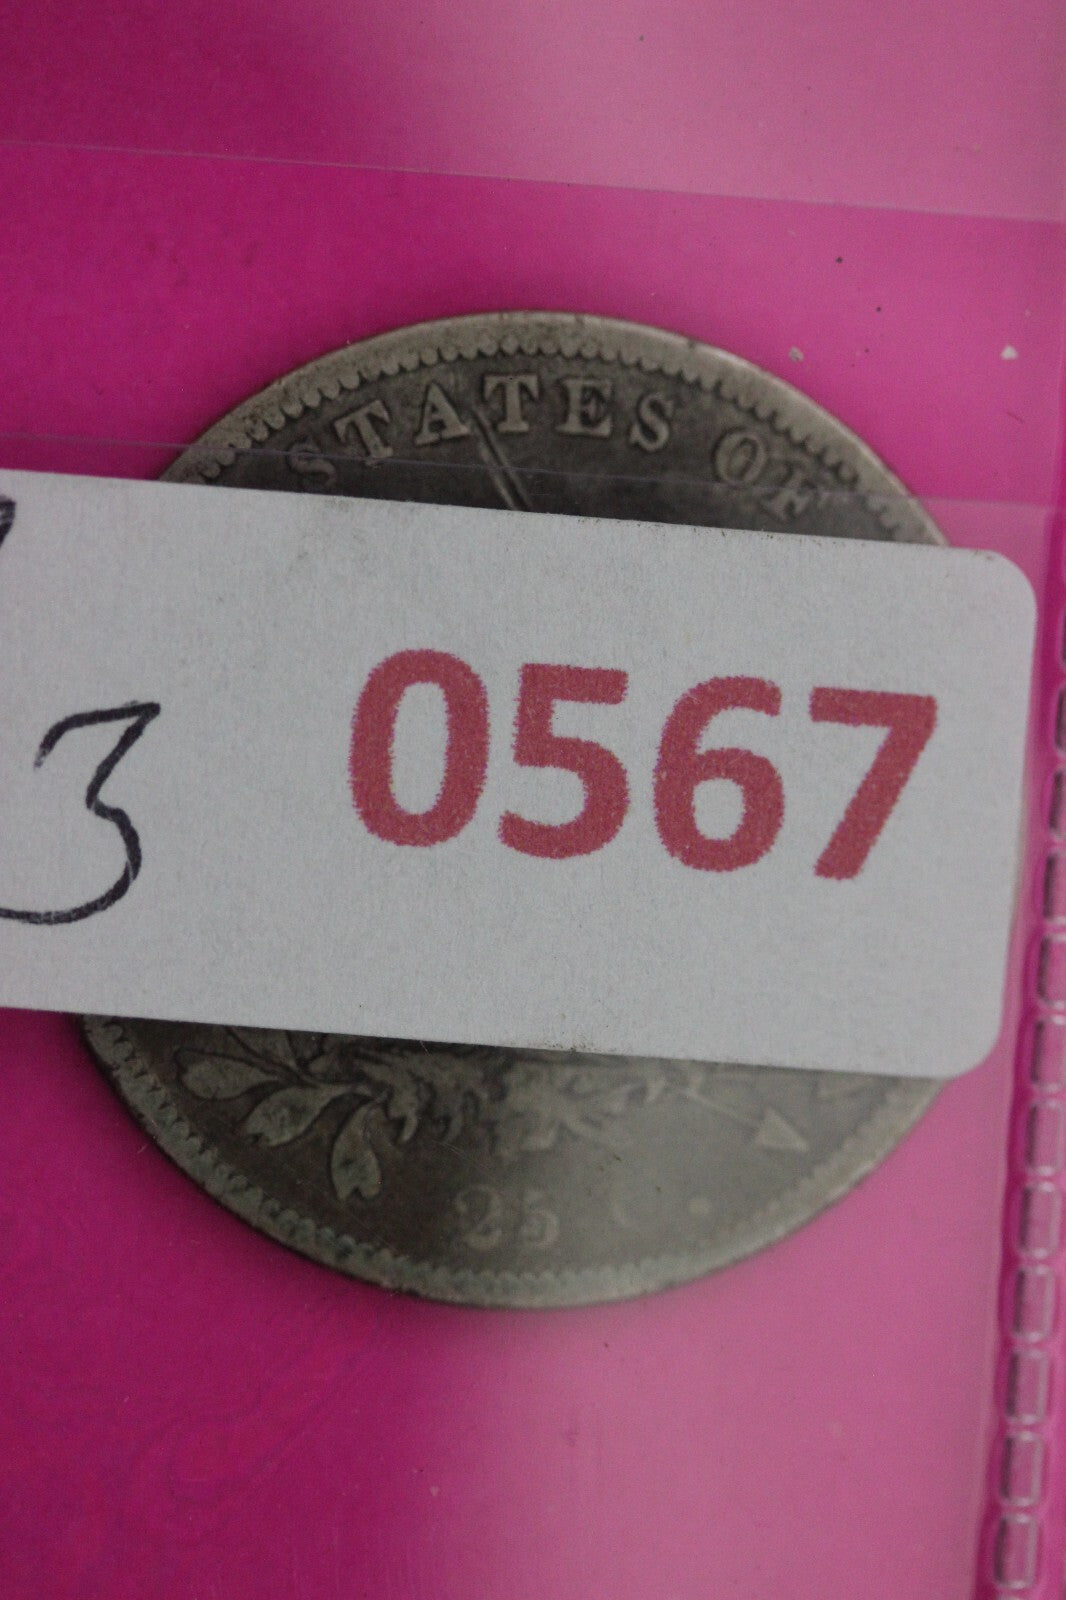 STATES OF
3 0567
25 C.